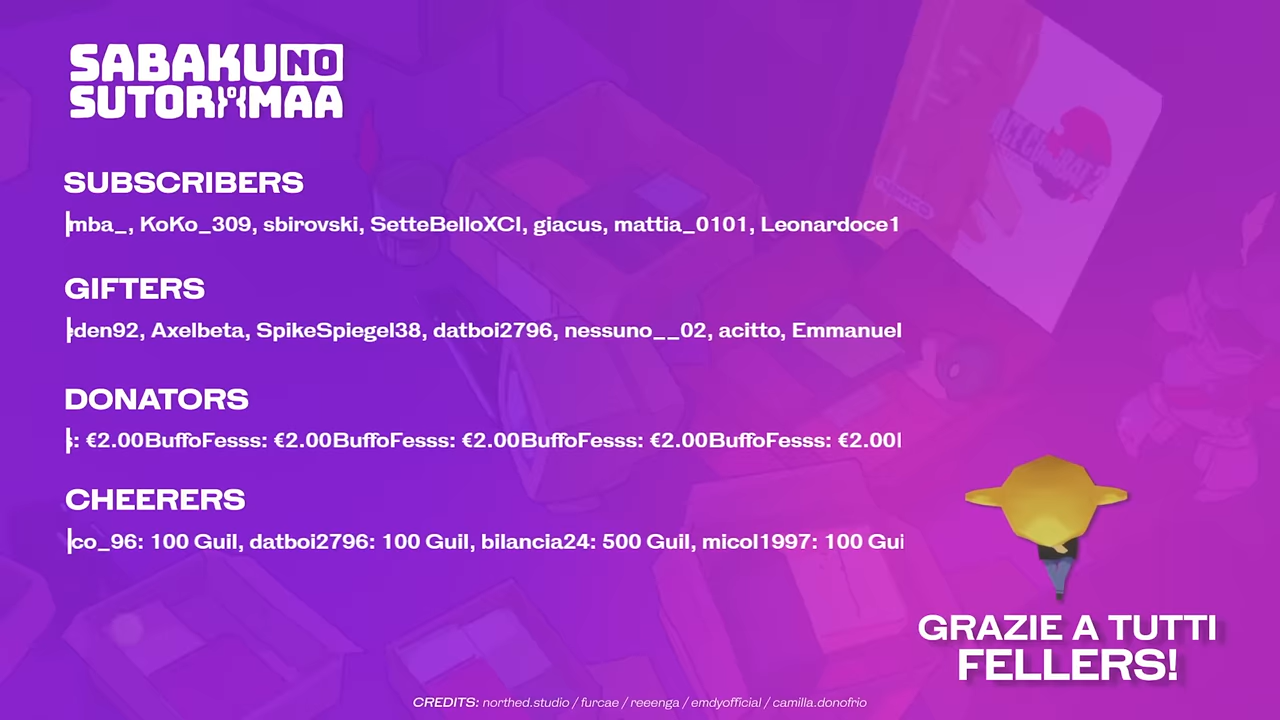 SABAKU NO
SUTORIIMAA
SUBSCRIBERS
mba_, KoKo_309, sbirovski, SetteBelloXCI, giacus, mattia_0101, Leonardoce1
GIFTERS
eden92, Axelbeta, SpikeSpiegel38, datboi2796, nessuno__02, acitto, Emmanuel
DONATORS
s: €2.00BuffoFesss: €2.00BuffoFesss: €2.00BuffoFesss: €2.00BuffoFesss: €2.00
CHEERERS
co_96: 100 Guil, datboi2796: 100 Guil, bilancia24: 500 Guil, micol1997: 100 Gui
GRAZIE A TUTTI
FELLERS!
CREDITS: northed.studio / furcae / reeenga / emdyofficial / camilla.donofrio